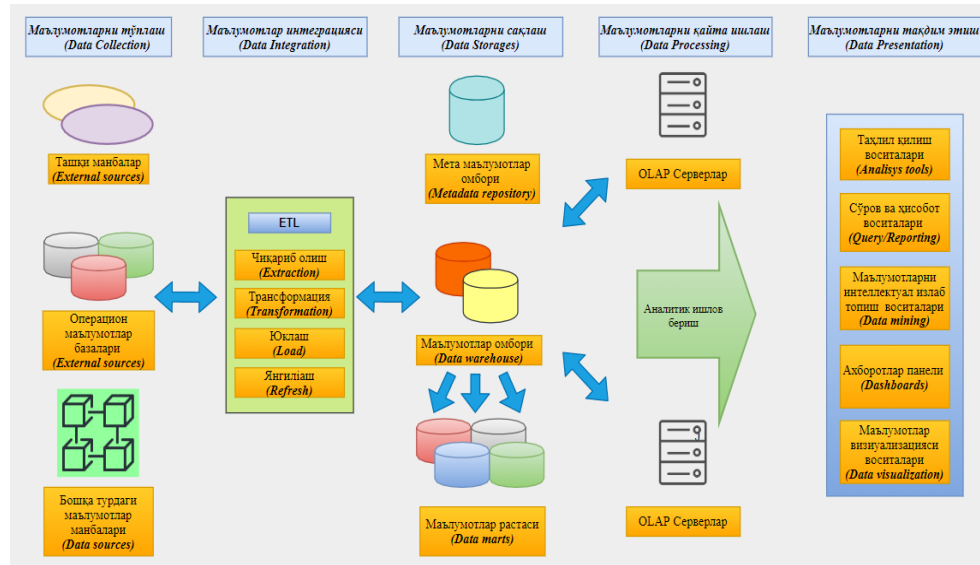 Маълумотларни тўплаш
(Data Collection)
Маълумотлар интеграцияси
(Data Integration)
Маълумотларни сақлаш
(Data Storages)
Маълумотларни қайта ишлаш
(Data Processing)
Маълумотларни тақдим этиш
(Data Presentation)
Ташқи манбалар
(External sources)
Операцион
маълумотлар
базалари
(External sources)
Бошқа турдаги
маълумотлар
манбалари
(Data sources)
ETL
Чиқариб олиш
(Extraction)
Трансформация
(Transformation)
Юклаш
(Load)
Янгилаш
(Refresh)
Мета маълумотлар
омбори
(Metadata repository)
Маълумотлар омбори
(Data warehouse)
Маълумотлар растаси
(Data marts)
OLAP Серверлар
Аналитик ишлов
бериш
OLAP Серверлар
Таҳлил қилиш
воситалари
(Analisys tools)
Сўров ва ҳисобот
воситалари
(Query/Reporting)
Маълумотларни
интеллектуал излаб
топиш воситалари
(Data mining)
Ахборотлар панели
(Dashboards)
Маълумотлар
визуализацияси
воситалари
(Data visualization)